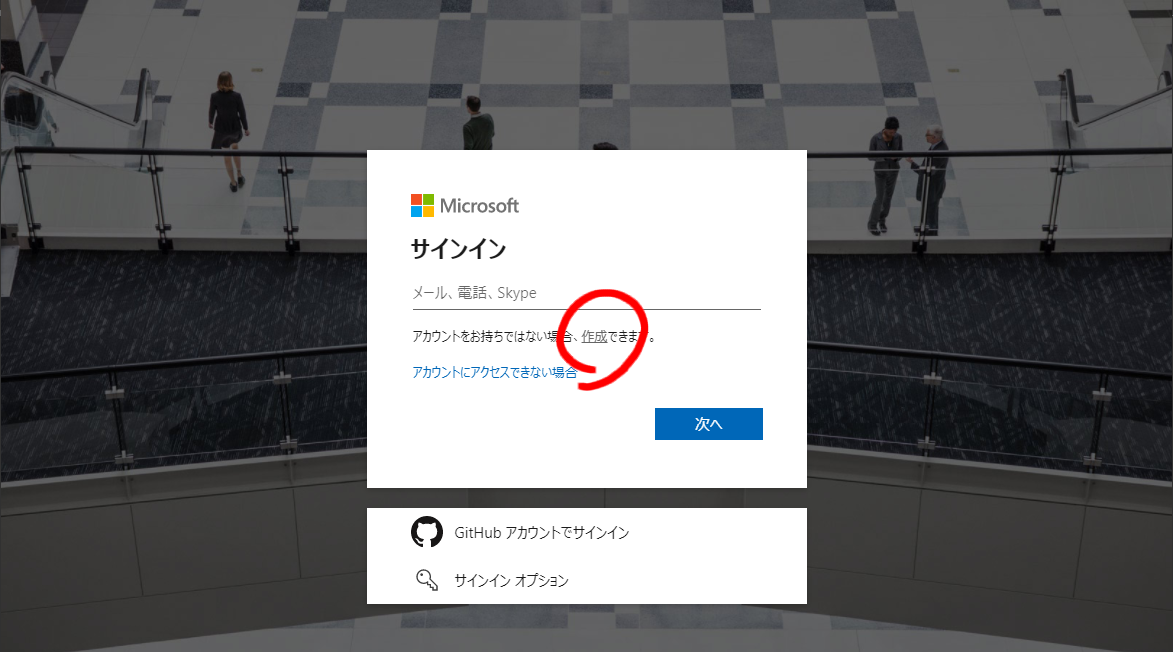 Microsoft
サインイン
メール、電話、Skype
アカウントをお持ちではない場合、作成できます。
アカウントにアクセスできない場合
次へ
GitHub アカウントでサインイン
サインイン オプション